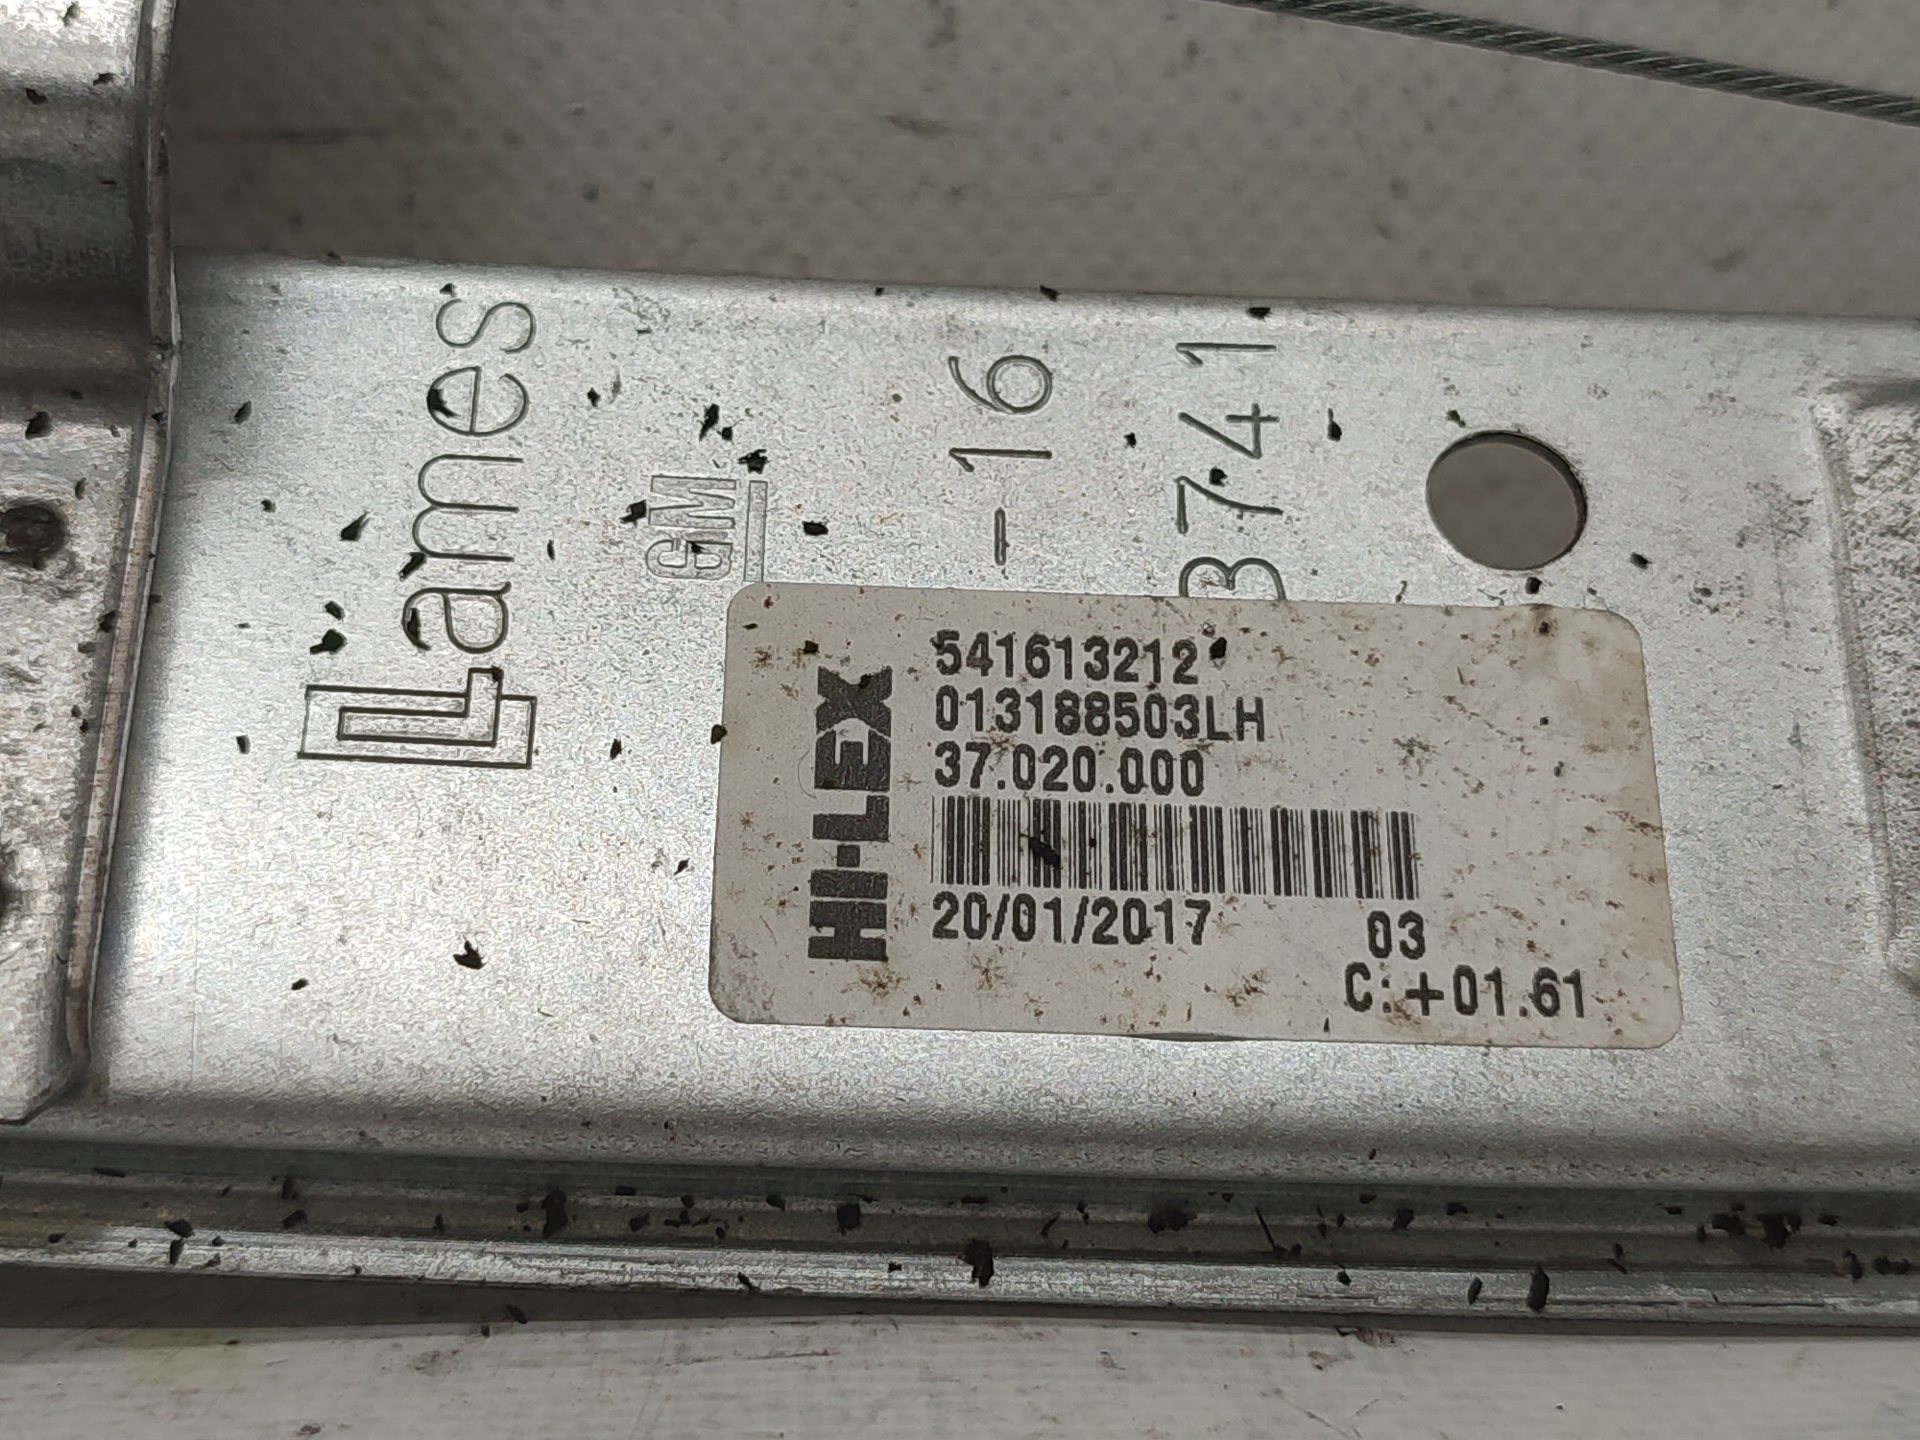 Lames
GM
-16
3741
HI-LEX
541613212
013188503LH
37.020.000
20/01/2017 03
C:+01.61